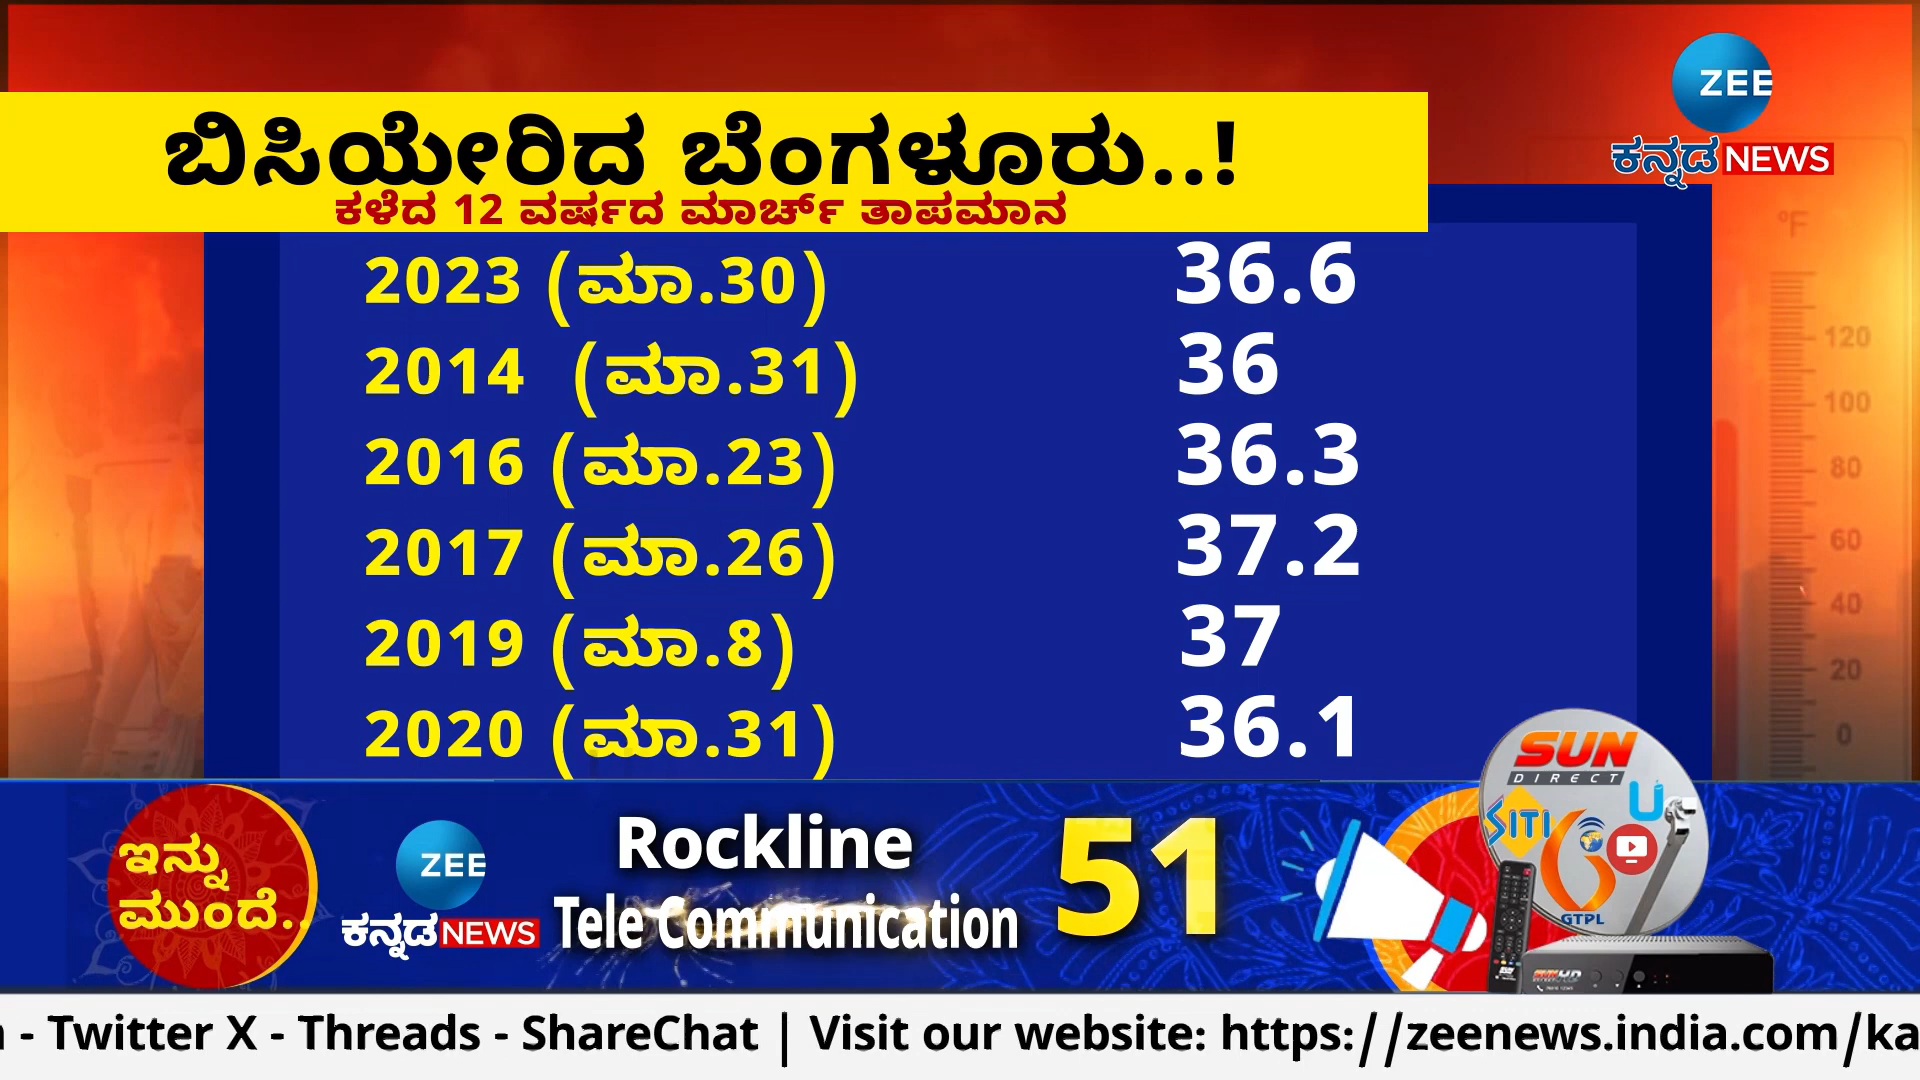 ZEE
ಕನ್ನಡ NEWS
ಬಿಸಿಯೇರಿದ ಬೆಂಗಳೂರು..!
ಕಳೆದ 12 ವರ್ಷದ ಮಾರ್ಚ್ ತಾಪಮಾನ
°F
2023 (ಮಾ.30) 36.6
2014 (ಮಾ.31) 36
2016 (ಮಾ.23) 36.3
2017 (ಮಾ.26) 37.2
2019 (ಮಾ.8) 37
2020 (ಮಾ.31) 36.1
120
100
80
60
40
20
0
ಇನ್ನು
ಮುಂದೆ..
ZEE
ಕನ್ನಡ NEWS
Rockline
Tele Communication
51
SUN
DIRECT
SITI
U
GTPL
- Twitter X - Threads - ShareChat | Visit our website: https://zeenews.india.com/ka